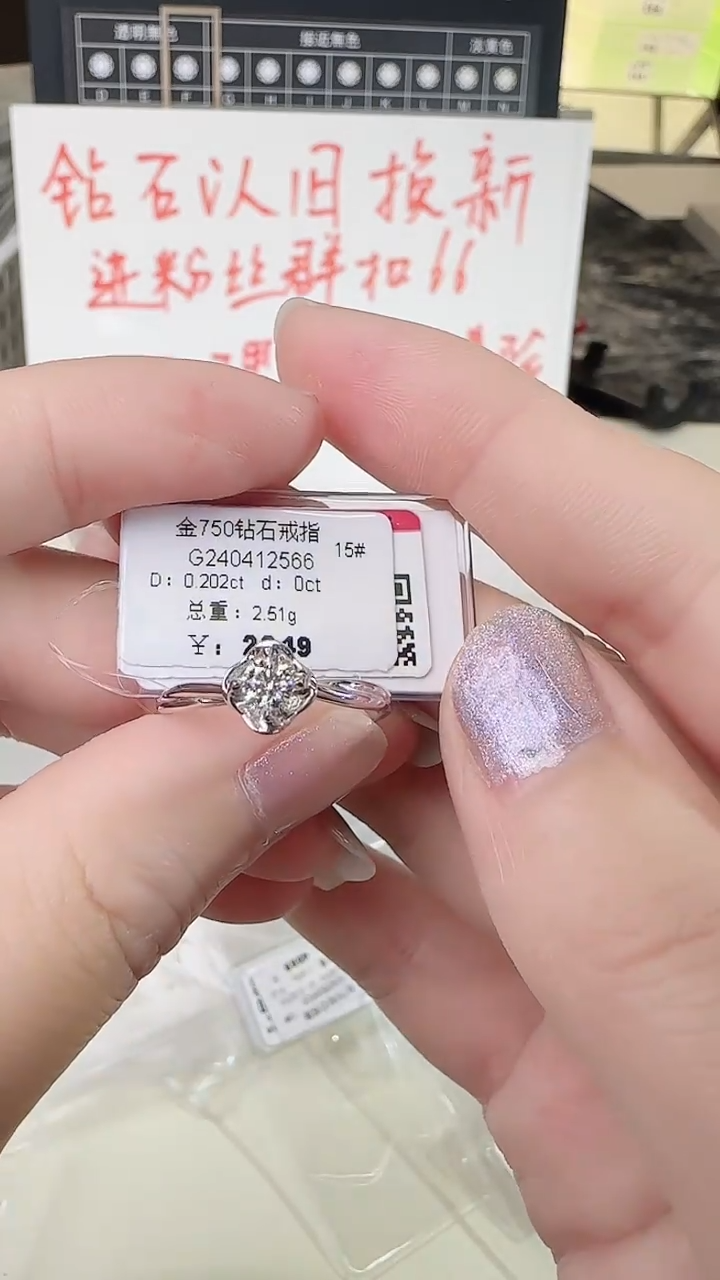 透明無色 接近無色 淡黄色
D E F G H I J K L M N
钻石以旧换新
进粉丝群扣66
金750钻石戒指
15#
G240412566
D: 0.202ct d: 0ct
总重: 2.51g